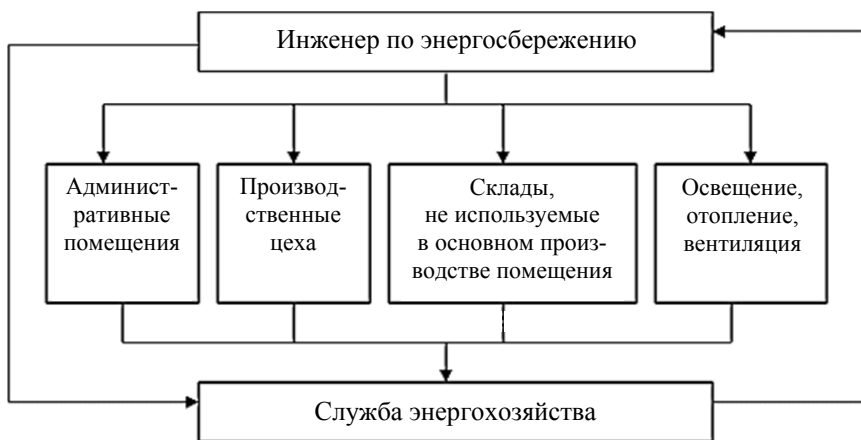 Инженер по энергосбережению
Админист-
ративные
помещения
Производ-
ственные
цеха
Склады,
не используемые
в основном произ-
водстве помещения
Освещение,
отопление,
вентиляция
Служба энергохозяйства